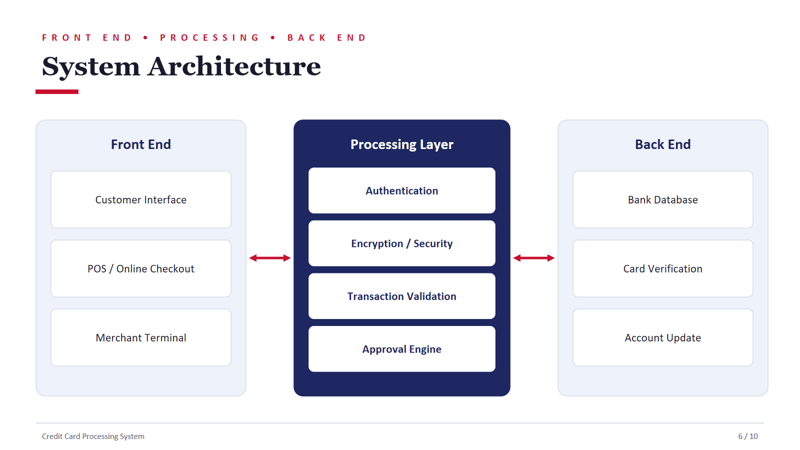 FRONT END • PROCESSING • BACK END
System Architecture
Front End
Customer Interface
POS / Online Checkout
Merchant Terminal
Processing Layer
Authentication
Encryption / Security
Transaction Validation
Approval Engine
Back End
Bank Database
Card Verification
Account Update
Credit Card Processing System
6 / 10